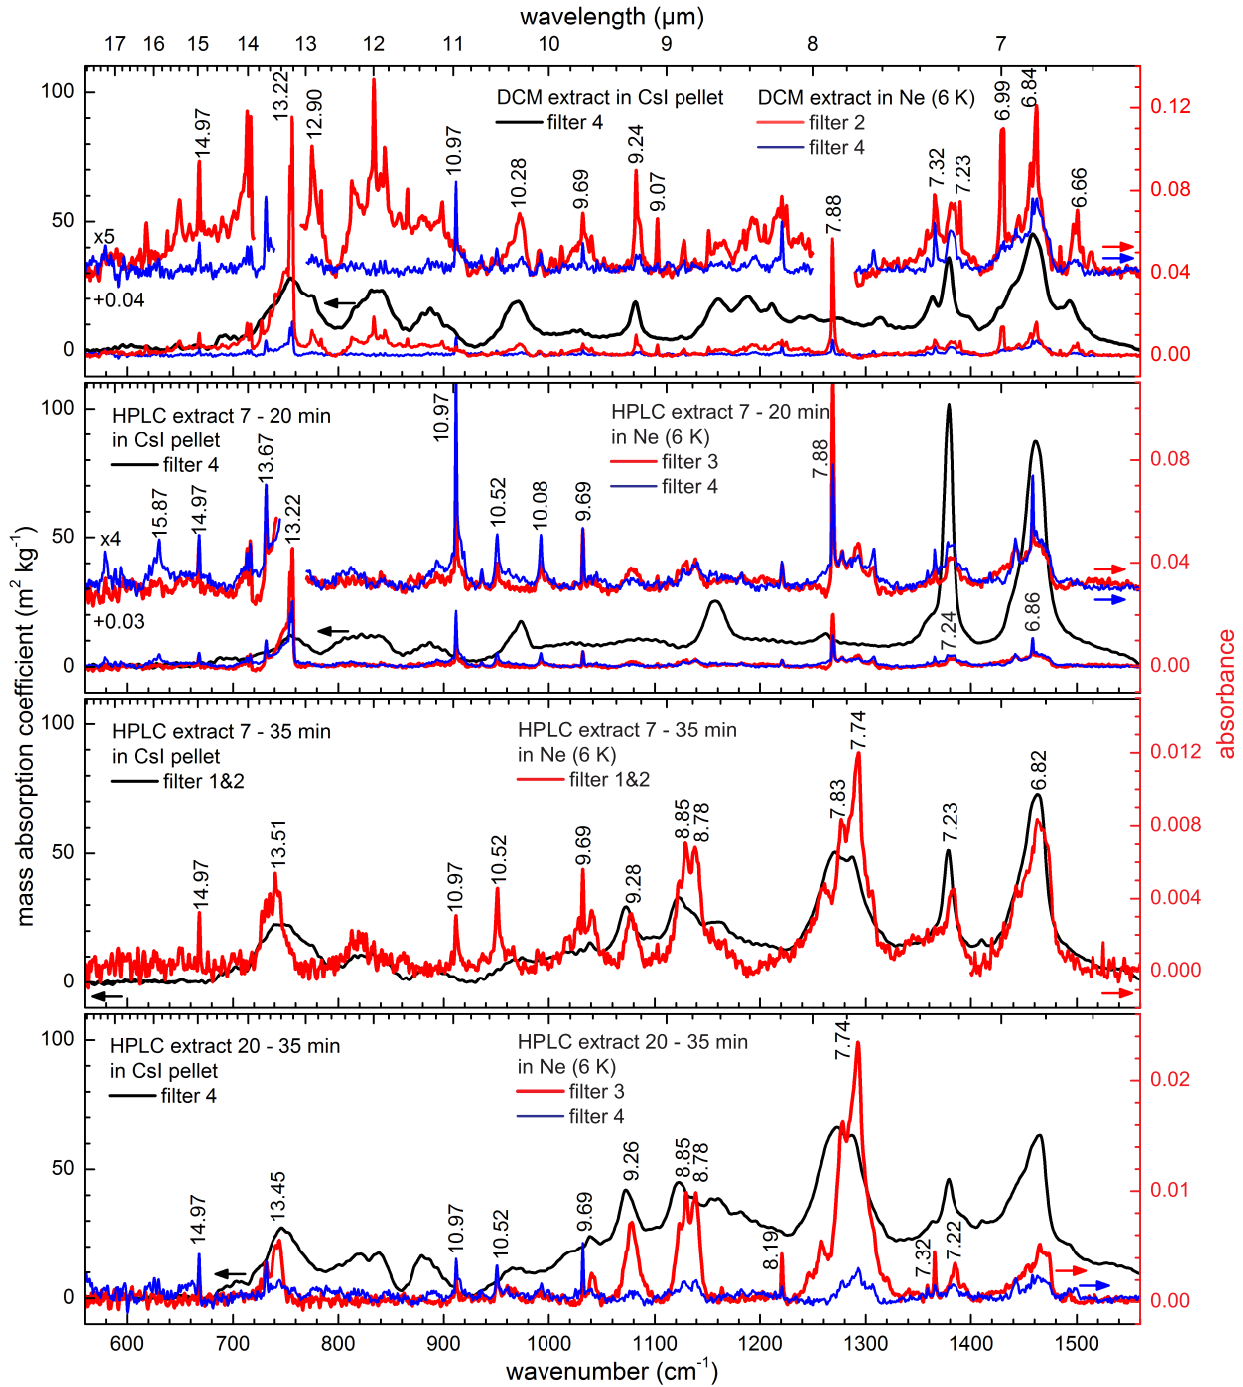 wavelength (µm)
17 16 15 14 13 12 11 10 9 8 7
DCM extract in CsI pellet
filter 4
DCM extract in Ne (6 K)
filter 2
filter 4
14.97 13.22 12.90 10.97 10.28 9.69 9.24 9.07 7.88 7.32 7.23 6.99 6.84 6.66
x5
+0.04
100
50
0
0.12
0.08
0.04
0.00
HPLC extract 7 - 20 min
in CsI pellet
filter 4
HPLC extract 7 - 20 min
in Ne (6 K)
filter 3
filter 4
15.87 14.97 13.67 13.22 10.97 10.52 10.08 9.69 7.88 7.24 6.86
x4
+0.03
100
50
0
0.08
0.04
0.00
HPLC extract 7 - 35 min
in CsI pellet
filter 1&2
HPLC extract 7 - 35 min
in Ne (6 K)
filter 1&2
14.97 13.51 10.97 10.52 9.69 9.28 8.85 8.78 7.83 7.74 7.23 6.82
100
50
0
0.012
0.008
0.004
0.000
HPLC extract 20 - 35 min
in CsI pellet
filter 4
HPLC extract 20 - 35 min
in Ne (6 K)
filter 3
filter 4
14.97 13.45 10.97 10.52 9.69 9.26 8.85 8.78 8.19 7.74 7.32 7.22
100
50
0
0.02
0.01
0.00
600 700 800 900 1000 1100 1200 1300 1400 1500
wavenumber (cm⁻¹)
mass absorption coefficient (m² kg⁻¹)
absorbance